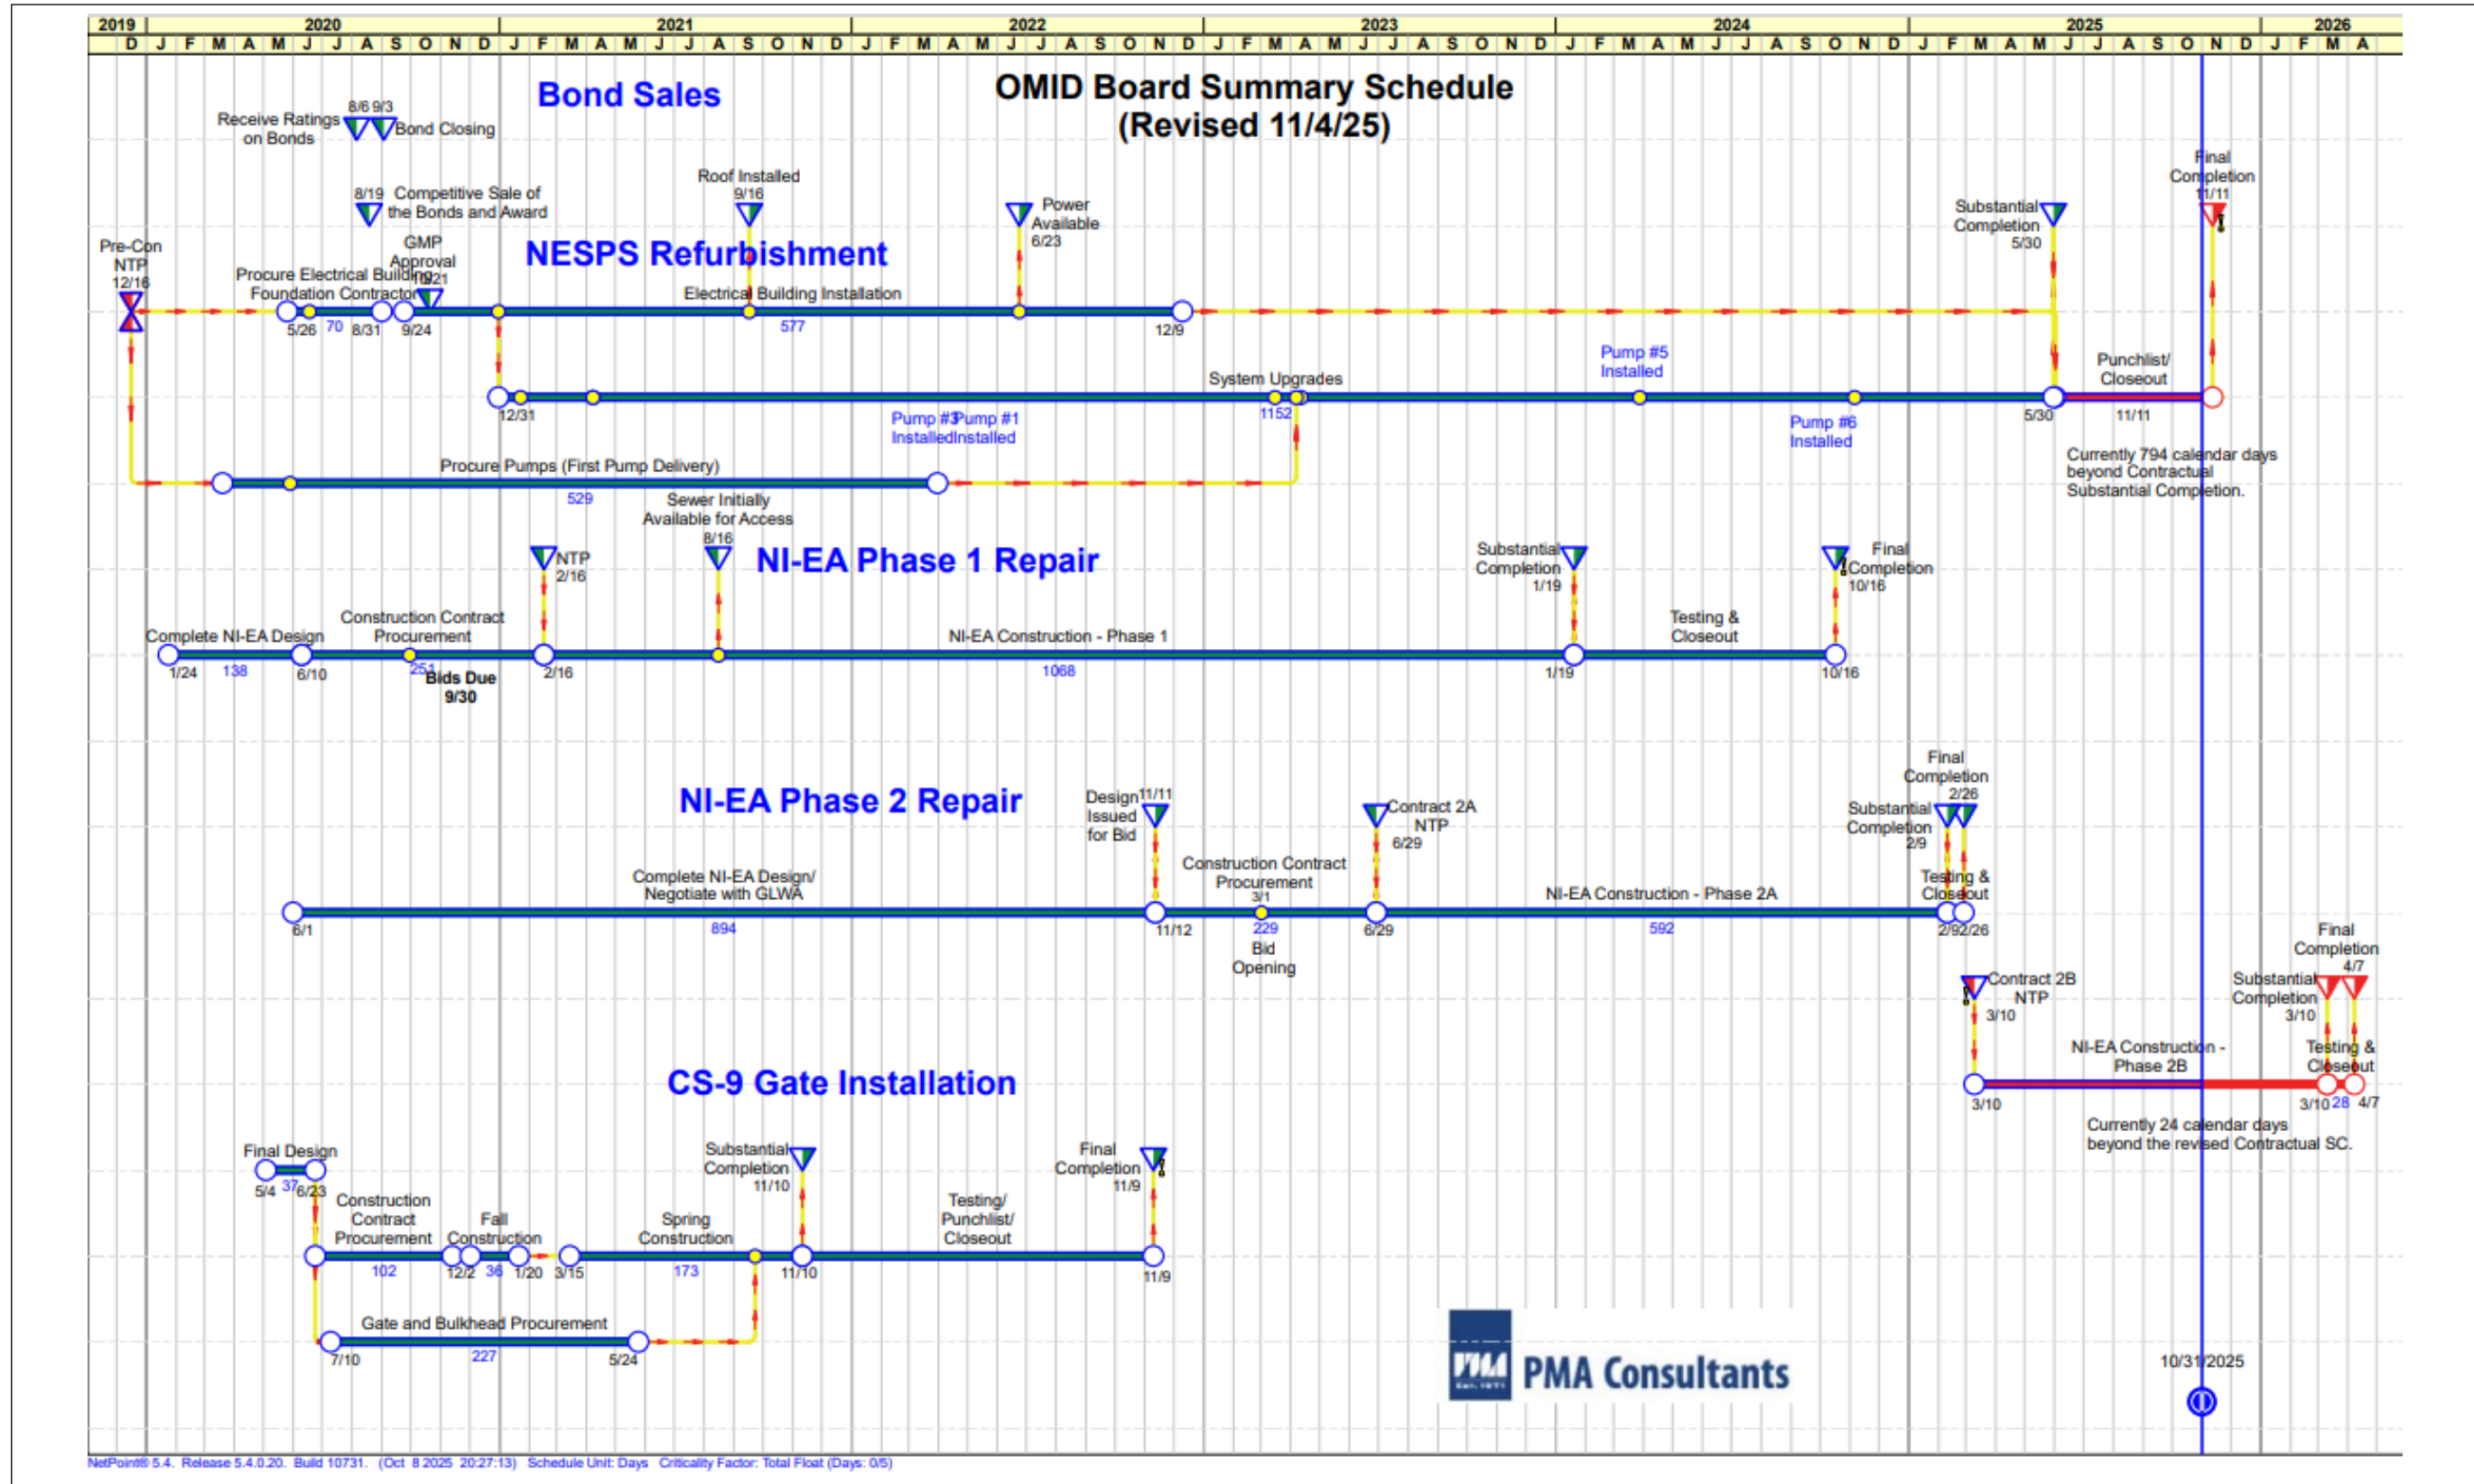 2019 2020 2021 2022 2023 2024 2025 2026
D J F M A M J J A S O N D J F M A M J J A S O N D J F M A M J J A S O N D J F M A M J J A S O N D J F M A M J J A S O N D J F M A M J J A S O N D J F M A
OMID Board Summary Schedule
(Revised 11/4/25)
Bond Sales
8/6 9/3
Receive Ratings
on Bonds
Bond Closing
8/19 Competitive Sale of
the Bonds and Award
NESPS Refurbishment
Pre-Con
NTP
12/16
GMP
Approval
10/21
Procure Electrical Building
Foundation Contractor
5/26 70 8/31 9/24
Roof Installed
9/16
Electrical Building Installation
577
Power
Available
6/23
12/9
Substantial
Completion
5/30
Final
Completion
11/11
12/31
System Upgrades
1152
Pump #3
Installed
Pump #1
Installed
Pump #5
Installed
Pump #6
Installed
5/30
Punchlist/
Closeout
11/11
Currently 794 calendar days
beyond Contractual
Substantial Completion.
Procure Pumps (First Pump Delivery)
529
NI-EA Phase 1 Repair
NTP
2/16
Sewer Initially
Available for Access
8/16
Substantial
Completion
1/19
Final
Completion
10/16
Complete NI-EA Design
1/24 138 6/10
Construction Contract
Procurement
251
Bids Due
9/30
2/16
NI-EA Construction - Phase 1
1068
1/19
Testing &
Closeout
10/16
NI-EA Phase 2 Repair
Design
Issued
for Bid
11/11
Contract 2A
NTP
6/29
Final
Completion
2/26
Substantial
Completion
2/9
Complete NI-EA Design/
Negotiate with GLWA
6/1 894 11/12
Construction Contract
Procurement
3/1
229
Bid
Opening
6/29
NI-EA Construction - Phase 2A
592
Testing &
Closeout
2/9 2/26
Contract 2B
NTP
3/10
Final
Completion
4/7
Substantial
Completion
3/10
NI-EA Construction -
Phase 2B
Testing &
Closeout
3/10
3/10 28 4/7
Currently 24 calendar days
beyond the revised Contractual SC.
CS-9 Gate Installation
Final Design
5/4 37 6/23
Construction
Contract
Procurement
102
Fall
Construction
12/2 36 1/20 3/15
Spring
Construction
173
Substantial
Completion
11/10
11/10
Testing/
Punchlist/
Closeout
Final
Completion
11/9
11/9
Gate and Bulkhead Procurement
7/10 227 5/24
PMA
Est. 1971
PMA Consultants
10/31/2025
NetPoint® 5.4. Release 5.4.0.20. Build 10731. (Oct 8 2025 20:27:13) Schedule Unit: Days Criticality Factor: Total Float (Days: 0/5)